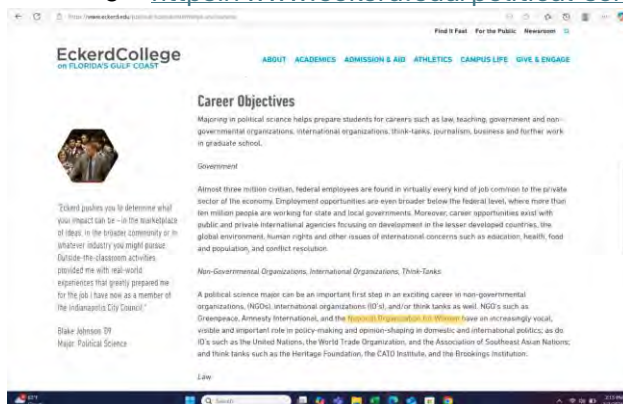 https://www.eckerd.edu/political-sci
https://www.eckerd.edu/political-science
Find It Fast For the Public Newsroom
EckerdCollege
on FLORIDA'S GULF COAST
ABOUT ACADEMICS ADMISSION & AID ATHLETICS CAMPUS LIFE GIVE & ENGAGE
Career Objectives
Majoring in political science helps prepare students for careers such as law, teaching, government and non-
governmental organizations, international organizations, think-tanks, journalism, business and further work
in graduate school.
Government
Almost three million civilian, federal employees are found in virtually every kind of job common to the private
sector of the economy. Employment opportunities are even broader below the federal level, where more than
ten million people are working for state and local governments. Moreover, career opportunities exist with
public and private international agencies focusing on development in the lesser developed countries, the
global environment, human rights and other issues of international concerns such as education, health, food
and population, and conflict resolution.
Non-Governmental Organizations, International Organizations, Think-Tanks
A political science major can be an important first step in an exciting career in non-governmental
organizations, (NGOs), international organizations (IO's), and/or think tanks as well. NGO's such as
Greenpeace, Amnesty International, and the National Organization for Women have an increasingly vocal,
visible and important role in policy-making and opinion-shaping in domestic and international politics; as do
IO's such as the United Nations, the World Trade Organization, and the Association of Southeast Asian Nations;
and think tanks such as the Heritage Foundation, the CATO Institute, and the Brookings Institution.
Law
"Eckerd pushes you to determine what
your impact can be – in the marketplace
of ideas, in the broader community or in
whatever industry you might pursue.
Outside-the-classroom activities
provided me with real-world
experiences that greatly prepared me
for the job I have now as a member of
the Indianapolis City Council."
Blake Johnson '09
Major: Political Science
Search